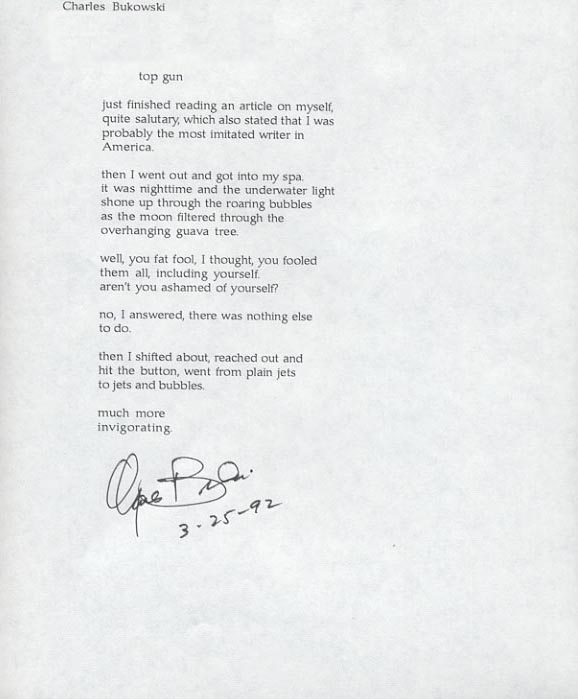 Charles Bukowski
top gun
just finished reading an article on myself,
quite salutary, which also stated that I was
probably the most imitated writer in
America.
then I went out and got into my spa.
it was nighttime and the underwater light
shone up through the roaring bubbles
as the moon filtered through the
overhanging guava tree.
well, you fat fool, I thought, you fooled
them all, including yourself.
aren't you ashamed of yourself?
no, I answered, there was nothing else
to do.
then I shifted about, reached out and
hit the button, went from plain jets
to jets and bubbles.
much more
invigorating.
3-25-92